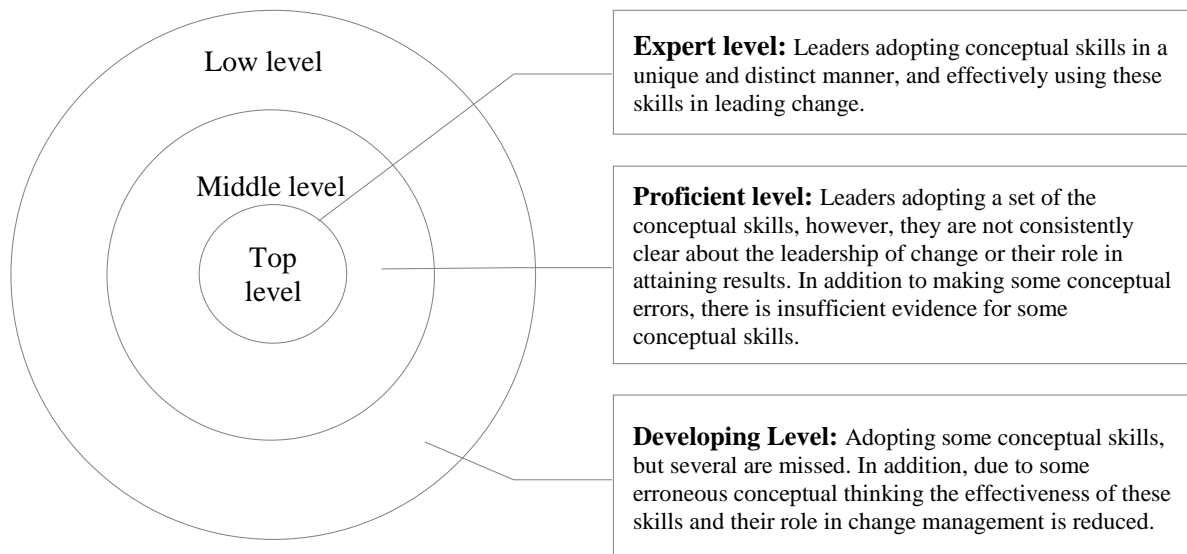 Low level
Middle level
Top
level
Expert level: Leaders adopting conceptual skills in a
unique and distinct manner, and effectively using these
skills in leading change.
Proficient level: Leaders adopting a set of the
conceptual skills, however, they are not consistently
clear about the leadership of change or their role in
attaining results. In addition to making some conceptual
errors, there is insufficient evidence for some
conceptual skills.
Developing Level: Adopting some conceptual skills,
but several are missed. In addition, due to some
erroneous conceptual thinking the effectiveness of these
skills and their role in change management is reduced.